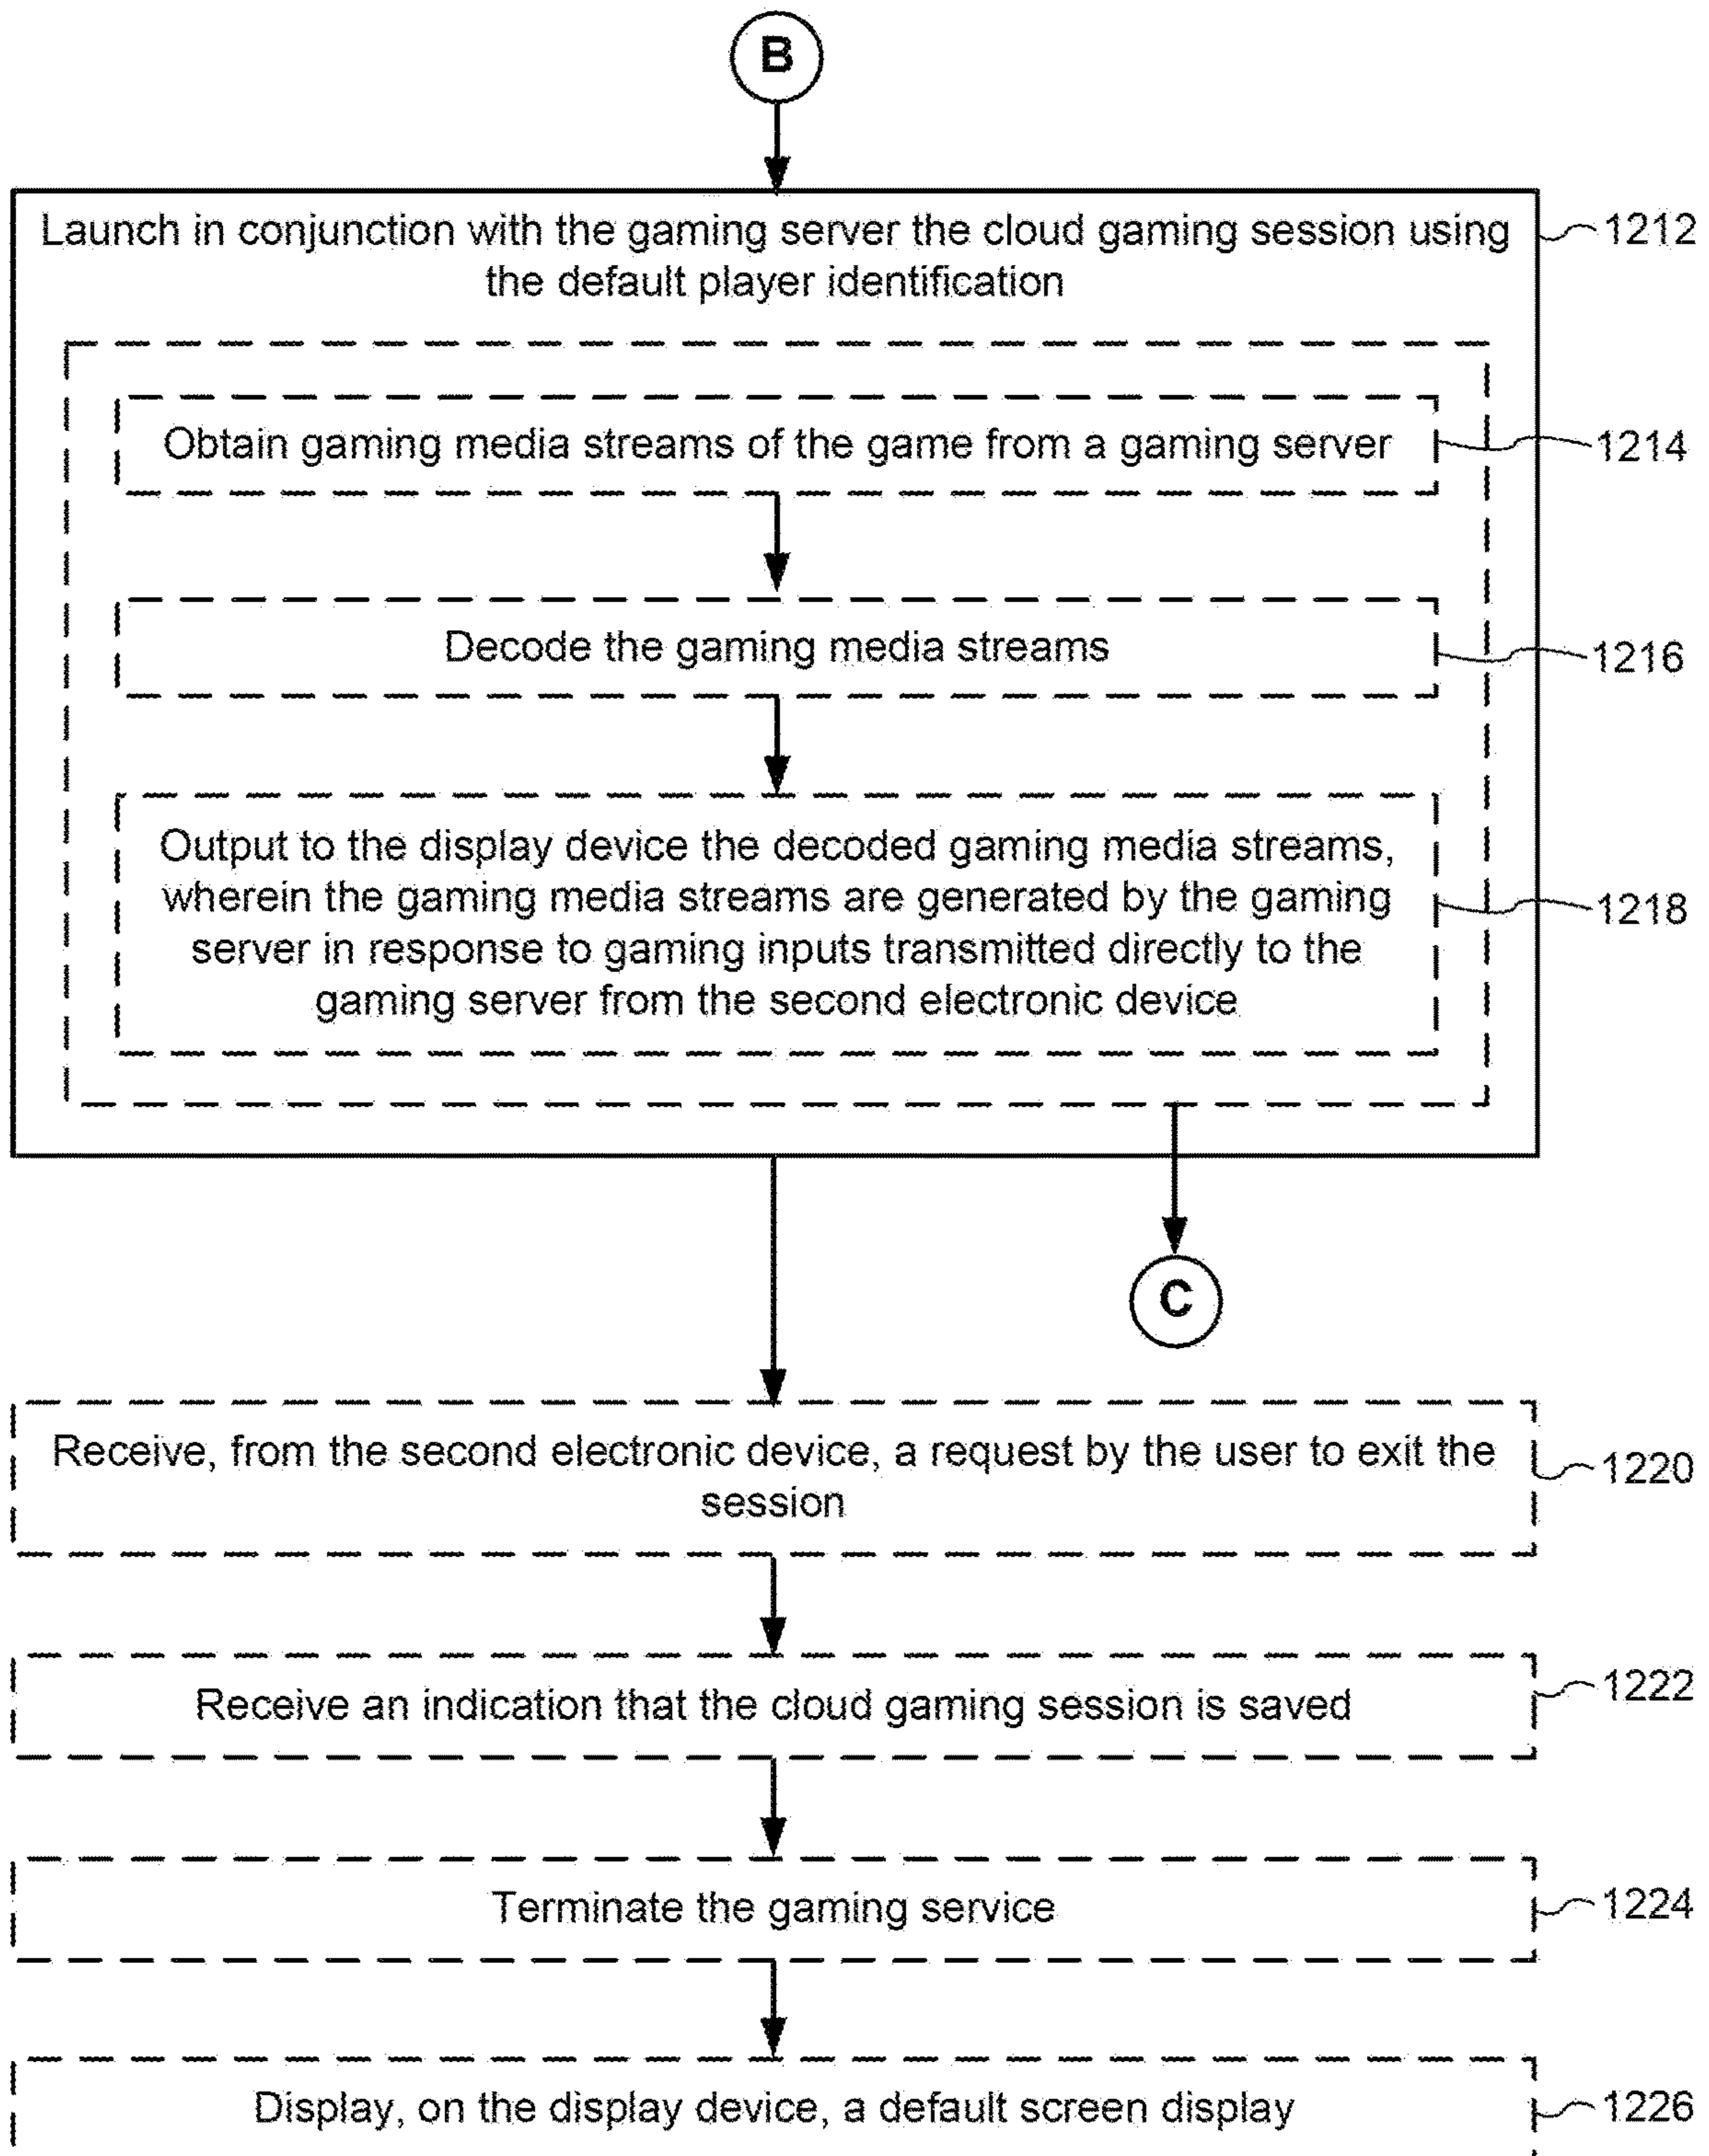 B
Launch in conjunction with the gaming server the cloud gaming session using
the default player identification
1212
Obtain gaming media streams of the game from a gaming server
1214
Decode the gaming media streams
1216
Output to the display device the decoded gaming media streams,
wherein the gaming media streams are generated by the gaming
server in response to gaming inputs transmitted directly to the
gaming server from the second electronic device
1218
C
Receive, from the second electronic device, a request by the user to exit the
session
1220
Receive an indication that the cloud gaming session is saved
1222
Terminate the gaming service
1224
Display, on the display device, a default screen display
1226